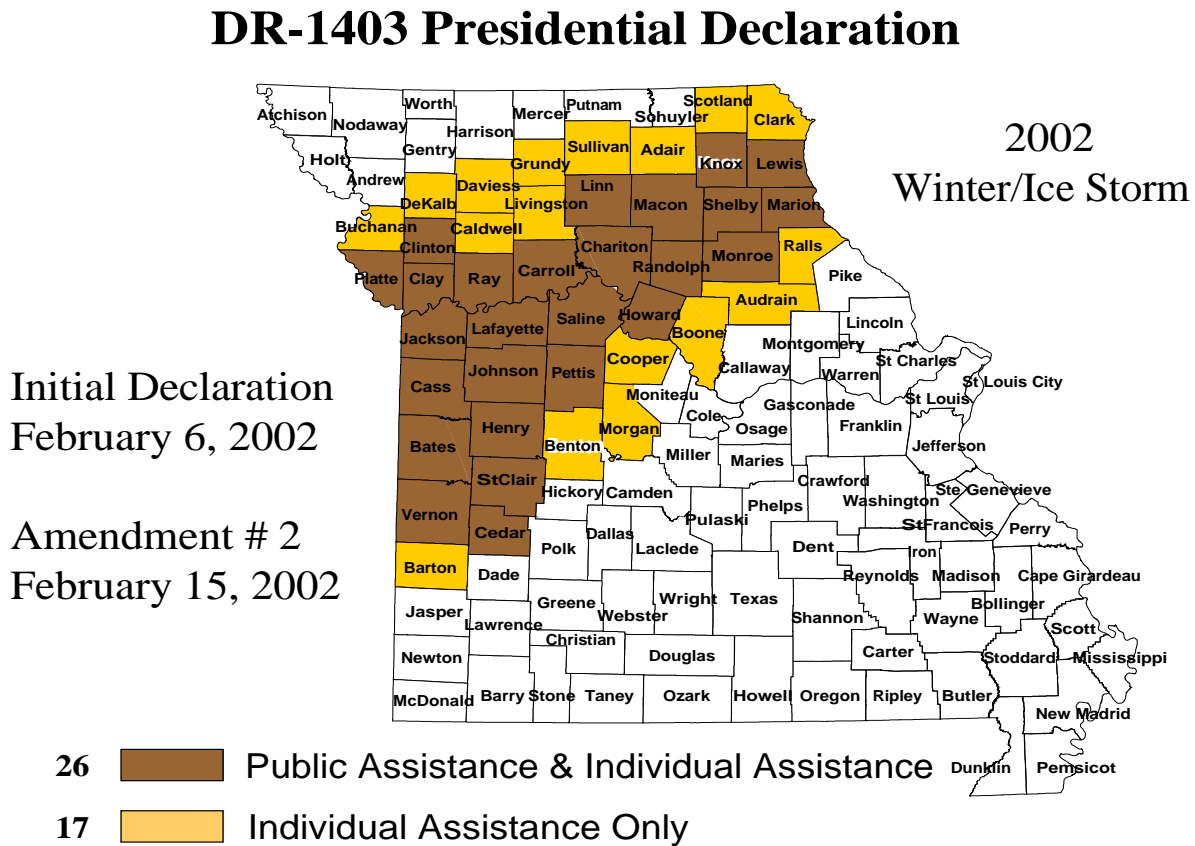 DR-1403 Presidential Declaration
2002
Winter/Ice Storm
Initial Declaration
February 6, 2002
Amendment # 2
February 15, 2002
Atchison
Nodaway
Worth
Gentry
Harrison
Mercer
Putnam
Schuyler
Scotland
Clark
Holt
Andrew
DeKalb
Daviess
Grundy
Sullivan
Adair
Knox
Lewis
Buchanan
Clinton
Caldwell
Livingston
Linn
Macon
Shelby
Marion
Platte
Clay
Ray
Carroll
Chariton
Randolph
Monroe
Ralls
Pike
Audrain
Jackson
Lafayette
Saline
Howard
Boone
Callaway
Montgomery
Lincoln
Warren
St Charles
St Louis City
St Louis
Cass
Johnson
Pettis
Cooper
Moniteau
Cole
Osage
Gasconade
Franklin
Jefferson
Bates
Henry
Benton
Morgan
Miller
Maries
Crawford
Washington
Ste Genevieve
StFrancois
Perry
Vernon
StClair
Hickory
Camden
Pulaski
Phelps
Dent
Iron
Reynolds
Madison
Cape Girardeau
Bollinger
Barton
Cedar
Polk
Dallas
Laclede
Dade
Jasper
Lawrence
Greene
Webster
Wright
Texas
Shannon
Wayne
Scott
Mississippi
Stoddard
Carter
Newton
Christian
Douglas
McDonald
Barry
Stone
Taney
Ozark
Howell
Oregon
Ripley
Butler
New Madrid
Dunklin
Pemiscot
26 Public Assistance & Individual Assistance
17 Individual Assistance Only